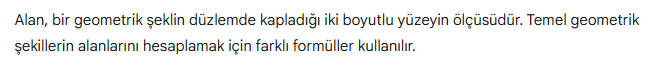 Alan, bir geometrik şeklin düzlemde kapladığı iki boyutlu yüzeyin ölçüsüdür. Temel geometrik
şekillerin alanlarını hesaplamak için farklı formüller kullanılır.